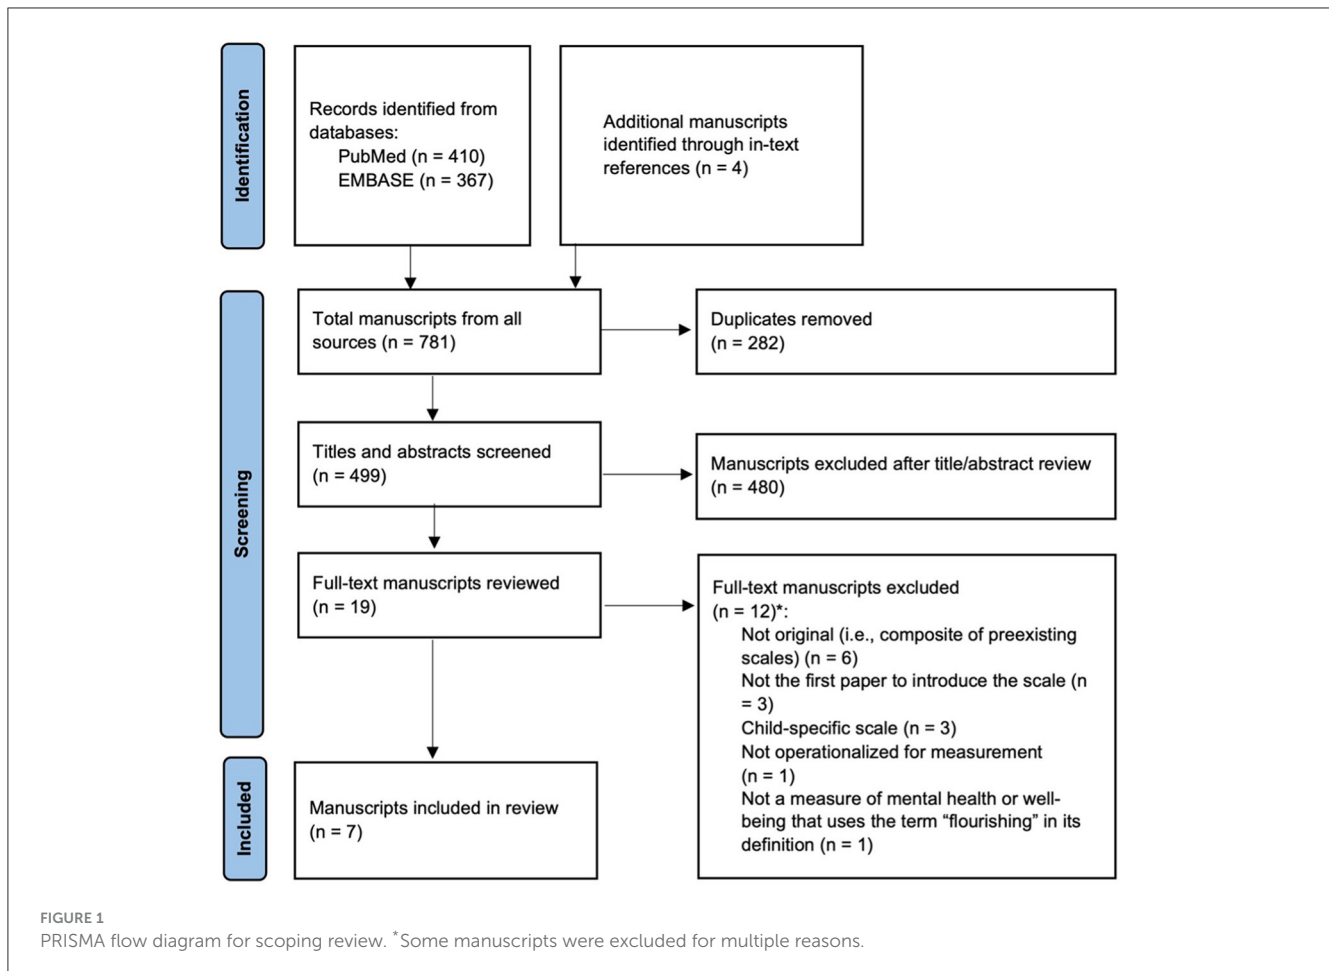 Identification
Records identified from
databases:
PubMed (n = 410)
EMBASE (n = 367)
Additional manuscripts
identified through in-text
references (n = 4)
Screening
Total manuscripts from all
sources (n = 781)
Duplicates removed
(n = 282)
Titles and abstracts screened
(n = 499)
Manuscripts excluded after title/abstract review
(n = 480)
Full-text manuscripts reviewed
(n = 19)
Full-text manuscripts excluded
(n = 12)*:
Not original (i.e., composite of preexisting
scales) (n = 6)
Not the first paper to introduce the scale (n
= 3)
Child-specific scale (n = 3)
Not operationalized for measurement
(n = 1)
Not a measure of mental health or well-
being that uses the term “flourishing” in its
definition (n = 1)
Included
Manuscripts included in review
(n = 7)
FIGURE 1
PRISMA flow diagram for scoping review. *Some manuscripts were excluded for multiple reasons.